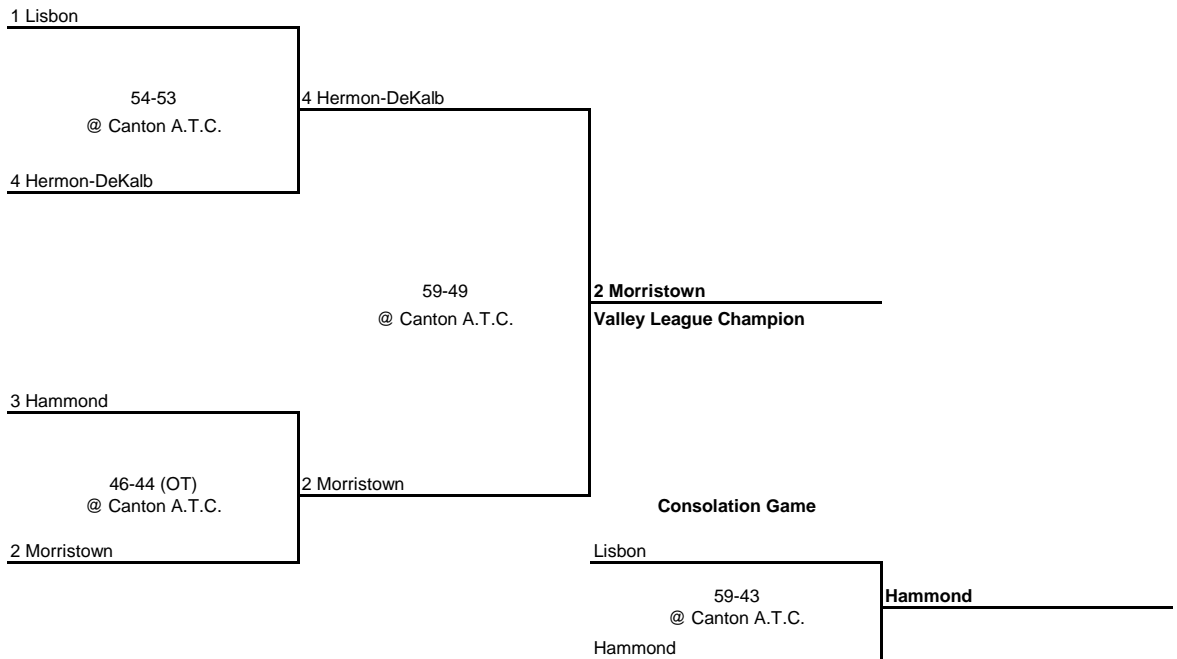 1 Lisbon
54-53
@ Canton A.T.C.
4 Hermon-DeKalb
4 Hermon-DeKalb
59-49
@ Canton A.T.C.
2 Morristown
Valley League Champion
3 Hammond
46-44 (OT)
@ Canton A.T.C.
2 Morristown
2 Morristown
Consolation Game
Lisbon
59-43
@ Canton A.T.C.
Hammond
Hammond